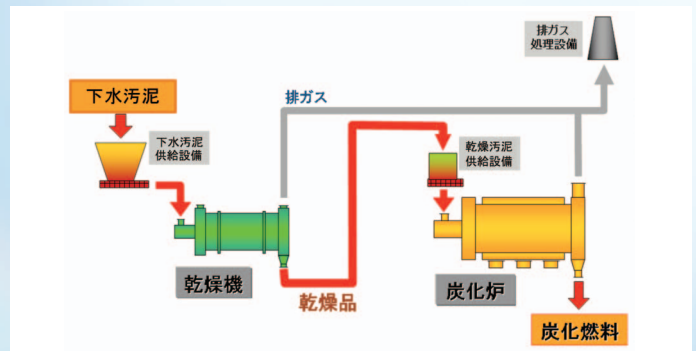 排ガス
処理設備
下水汚泥
排ガス
下水汚泥
供給設備
乾燥汚泥
供給設備
乾燥機
乾燥品
炭化炉
炭化燃料